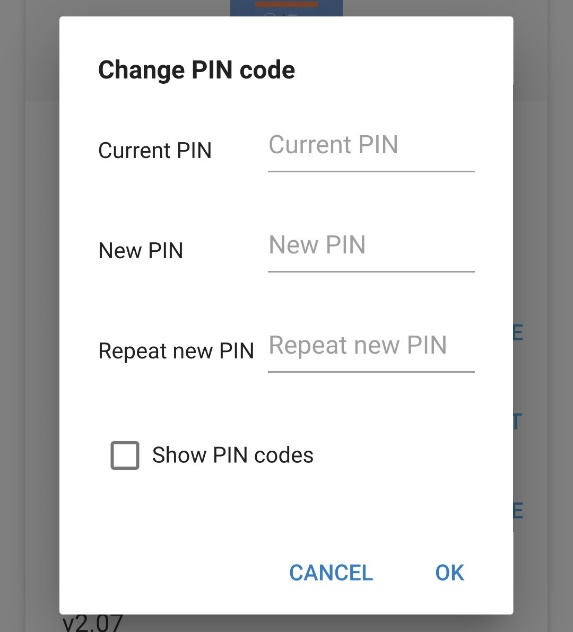 Change PIN code
Current PIN Current PIN
New PIN New PIN
Repeat new PIN Repeat new PIN
Show PIN codes
CANCEL OK
E
T
E
v2.07